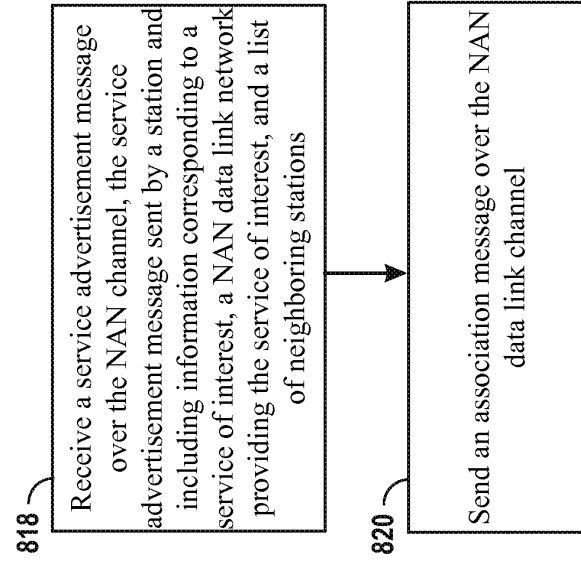 818
Receive a service advertisement message
over the NAN channel, the service
advertisement message sent by a station and
including information corresponding to a
service of interest, a NAN data link network
providing the service of interest, and a list
of neighboring stations
820
Send an association message over the NAN
data link channel